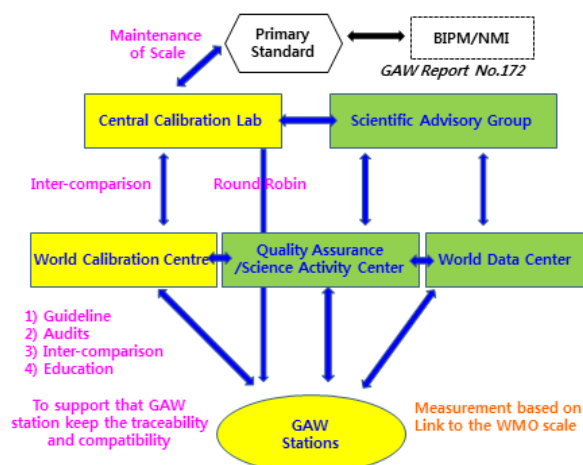 Maintenance
of Scale
Primary
Standard
BIPM/NMI
GAW Report No.172
Central Calibration Lab
Scientific Advisory Group
Inter-comparison
Round Robin
World Calibration Centre
Quality Assurance
/Science Activity Center
World Data Center
1) Guideline
2) Audits
3) Inter-comparison
4) Education
To support that GAW
station keep the traceability
and compatibility
GAW
Stations
Measurement based on
Link to the WMO scale